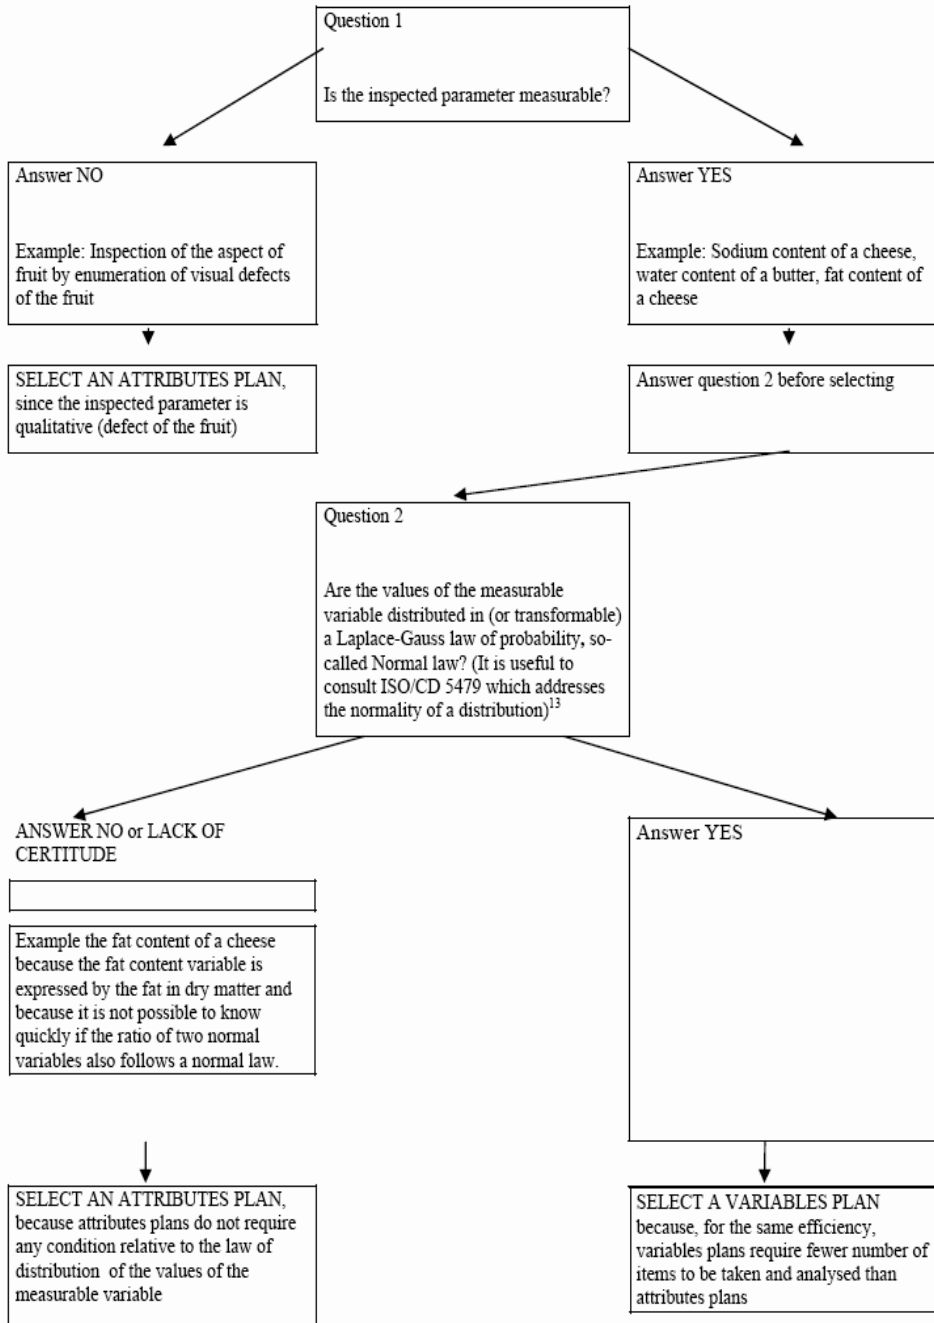 Question 1
Is the inspected parameter measurable?
Answer NO
Example: Inspection of the aspect of
fruit by enumeration of visual defects
of the fruit
Answer YES
Example: Sodium content of a cheese,
water content of a butter, fat content of
a cheese
SELECT AN ATTRIBUTES PLAN,
since the inspected parameter is
qualitative (defect of the fruit)
Answer question 2 before selecting
Question 2
Are the values of the measurable
variable distributed in (or transformable)
a Laplace-Gauss law of probability, so-
called Normal law? (It is useful to
consult ISO/CD 5479 which addresses
the normality of a distribution)13
ANSWER NO or LACK OF
CERTITUDE
Example the fat content of a cheese
because the fat content variable is
expressed by the fat in dry matter and
because it is not possible to know
quickly if the ratio of two normal
variables also follows a normal law.
Answer YES
SELECT AN ATTRIBUTES PLAN,
because attributes plans do not require
any condition relative to the law of
distribution of the values of the
measurable variable
SELECT A VARIABLES PLAN
because, for the same efficiency,
variables plans require fewer number of
items to be taken and analysed than
attributes plans